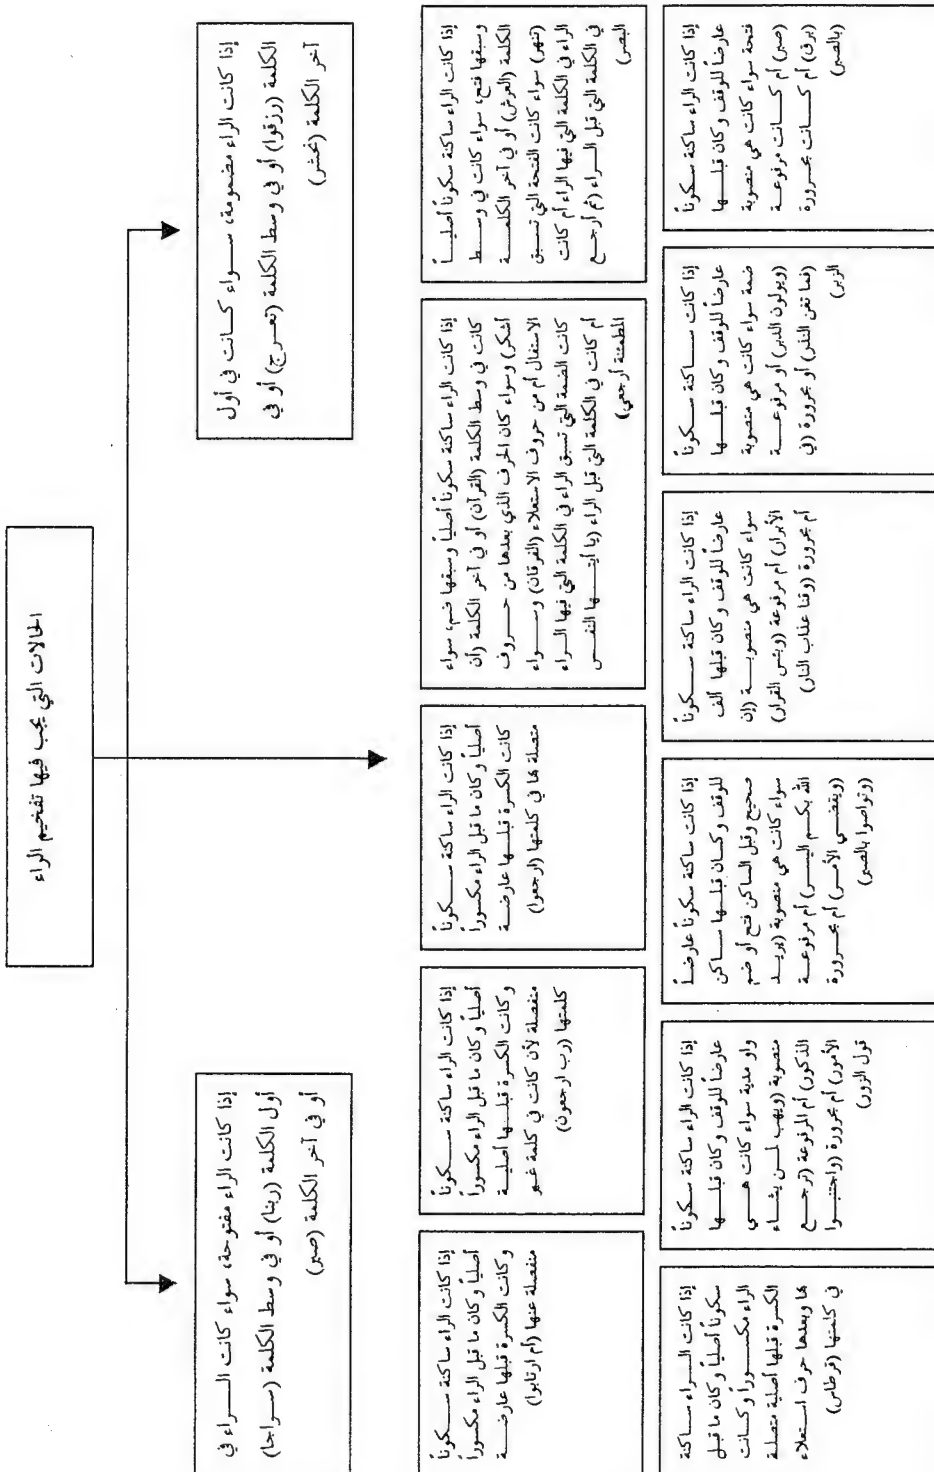 الحالات التي يجب فيها تفخيم الراء
إذا كانت الراء مضمومة، سواء كانت في أول
الكلمة (رزقوا) أو في وسط الكلمة (تعرج) أو في
آخر الكلمة (نحشر)
إذا كانت الراء مفتوحة، سواء كانت الراء في
أول الكلمة (ربنا) أو في وسط الكلمة (سراجا)
أو في آخر الكلمة (صبر)
إذا كانت الراء ساكنة سكوناً أصلياً
وسبقها فتح، سواء كانت في وسط
الكلمة (العرش) أو في آخر الكلمة
(تنهر) سواء كانت الفتحة التي تسبق
الراء في الكلمة التي فيها الراء أم كانت
في الكلمة التي قبل الراء (ثم أرجع
البصر)
إذا كانت الراء ساكنة سكوناً أصلياً وسبقها ضم، سواء
كانت في وسط الكلمة (القرآن) أو في آخر الكلمة (أن
أشكر) وسواء كان الحرف الذي بعدها من حروف
الاستفال أم من حروف الاستعلاء (الفرقان) وسواء
كانت الضمة التي تسبق الراء في الكلمة التي فيها الراء
أم كانت في الكلمة التي قبل الراء (يا أيتها النفس
المطمئنة أرجعي)
إذا كانت الراء ساكنة سكوناً
أصلياً وكان ما قبل الراء مكسوراً
كانت الكسرة قبلها عارضة
متصلة بها في كلمتها (ارجعوا)
إذا كانت الراء ساكنة سكوناً
أصلياً وكان ما قبل الراء مكسوراً
وكانت الكسرة قبلها أصلية
منفصلة لأن كانت في كلمة غير
كلمتها (رب ارجعون)
إذا كانت الراء ساكنة سكوناً
أصلياً وكان ما قبل الراء مكسوراً
وكانت الكسرة قبلها عارضة
منفصلة عنها (أم ارتابوا)
إذا كانت الراء ساكنة سكوناً
عارضاً للوقف وكان قبلها
فتحة سواء كانت هي منصوبة
(صبر) أم كانت مرفوعة
(برق) أم كانت مجرورة
(بالصبر)
إذا كانت ساكنة سكوناً
عارضاً للوقف وكان قبلها
ضمة سواء كانت هي منصوبة
(ويولون الدبر) أو مرفوعة
(فما تغن النذر) أو مجرورة (في
الزبر)
إذا كانت الراء ساكنة سكوناً
عارضاً للوقف وكان قبلها ألف
سواء كانت هي منصوبة (إن
الأبرار) أم مرفوعة (وبئس القرار)
أم مجرورة (وقنا عذاب النار)
إذا كانت ساكنة سكوناً عارضاً
للوقف وكان قبلها ساكن
صحيح وقبل الساكن فتح أو ضم
سواء كانت هي منصوبة (يريد
الله بكم اليسر) أم مرفوعة
(ويقضي الأمر) أم مجرورة
(وتواصوا بالصبر)
إذا كانت الراء ساكنة سكوناً
عارضاً للوقف وكان قبلها
واو مدية سواء كانت هي
منصوبة (ويهب لمن يشاء
الذكور) أم المرفوعة (ترجع
الأمور) أم مجرورة (واجتنبوا
قول الزور)
إذا كانت الراء ساكنة
سكوناً أصلياً وكان ما قبل
الراء مكسوراً وكانت
الكسرة قبلها أصلية متصلة
بها وبعدها حرف استعلاء
في كلمتها (قرطاس)